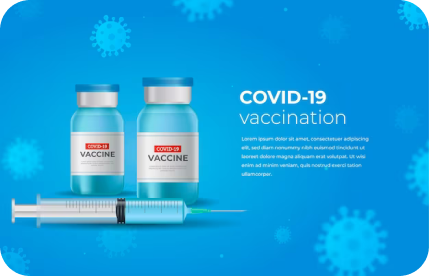 COVID-19
vaccination
Lorem ipsum dolor sit amet, consectetuer adipiscing
elit, sed diam nonummy nibh euismod tincidunt ut
laoreet dolore magna aliquam erat volutpat. Ut wisi
enim ad minim veniam, quis nostrud exerci tation
ullamcorper.
COVID-19
VACCINE
COVID-19
VACCINE